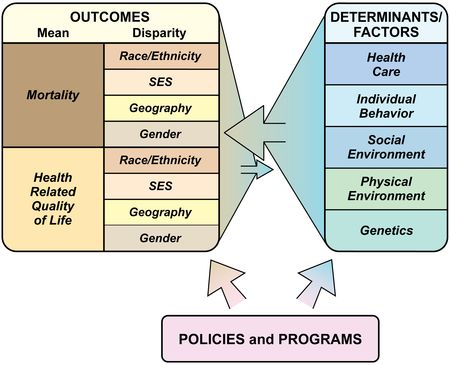 OUTCOMES
Mean
Disparity
Mortality
Race/Ethnicity
SES
Geography
Gender
Health
Related
Quality
of Life
Race/Ethnicity
SES
Geography
Gender
DETERMINANTS/
FACTORS
Health
Care
Individual
Behavior
Social
Environment
Physical
Environment
Genetics
POLICIES and PROGRAMS